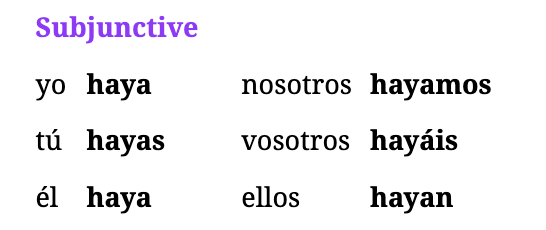 Subjunctive
yo haya nosotros hayamos
tú hayas vosotros hayáis
él haya ellos hayan